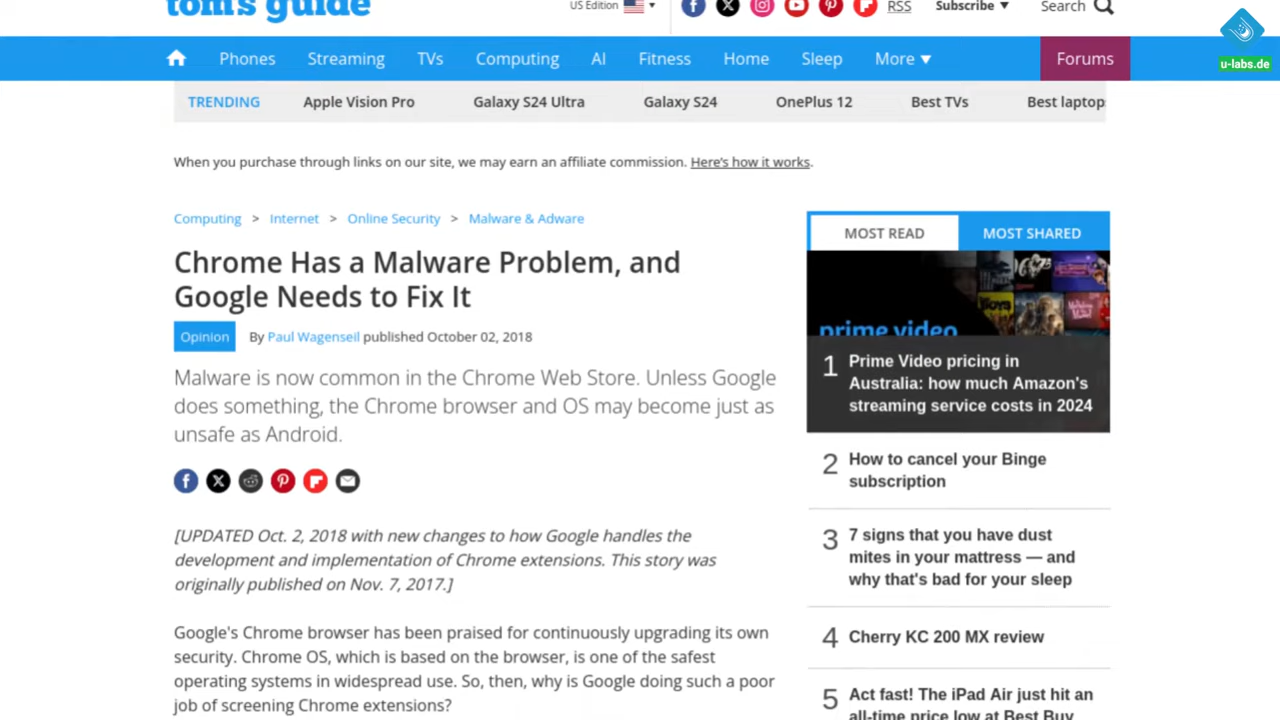 tom's guide
US Edition
RSS
Subscribe
Search
u-labs.de
Phones
Streaming
TVs
Computing
AI
Fitness
Home
Sleep
More
Forums
TRENDING
Apple Vision Pro
Galaxy S24 Ultra
Galaxy S24
OnePlus 12
Best TVs
Best laptop
When you purchase through links on our site, we may earn an affiliate commission. Here's how it works.
Computing > Internet > Online Security > Malware & Adware
Chrome Has a Malware Problem, and
Google Needs to Fix It
Opinion
By Paul Wagenseil published October 02, 2018
Malware is now common in the Chrome Web Store. Unless Google
does something, the Chrome browser and OS may become just as
unsafe as Android.
[UPDATED Oct. 2, 2018 with new changes to how Google handles the
development and implementation of Chrome extensions. This story was
originally published on Nov. 7, 2017.]
Google's Chrome browser has been praised for continuously upgrading its own
security. Chrome OS, which is based on the browser, is one of the safest
operating systems in widespread use. So, then, why is Google doing such a poor
job of screening Chrome extensions?
MOST READ
MOST SHARED
prime video
1 Prime Video pricing in
Australia: how much Amazon's
streaming service costs in 2024
2 How to cancel your Binge
subscription
3 7 signs that you have dust
mites in your mattress — and
why that's bad for your sleep
4 Cherry KC 200 MX review
5 Act fast! The iPad Air just hit an
all-time price low at Best Buy